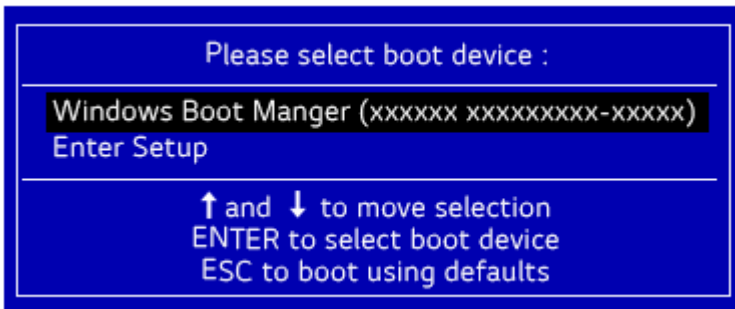 Please select boot device :
Windows Boot Manger (xxxxxx xxxxxxxxx-xxxxx)
Enter Setup
↑ and ↓ to move selection
ENTER to select boot device
ESC to boot using defaults